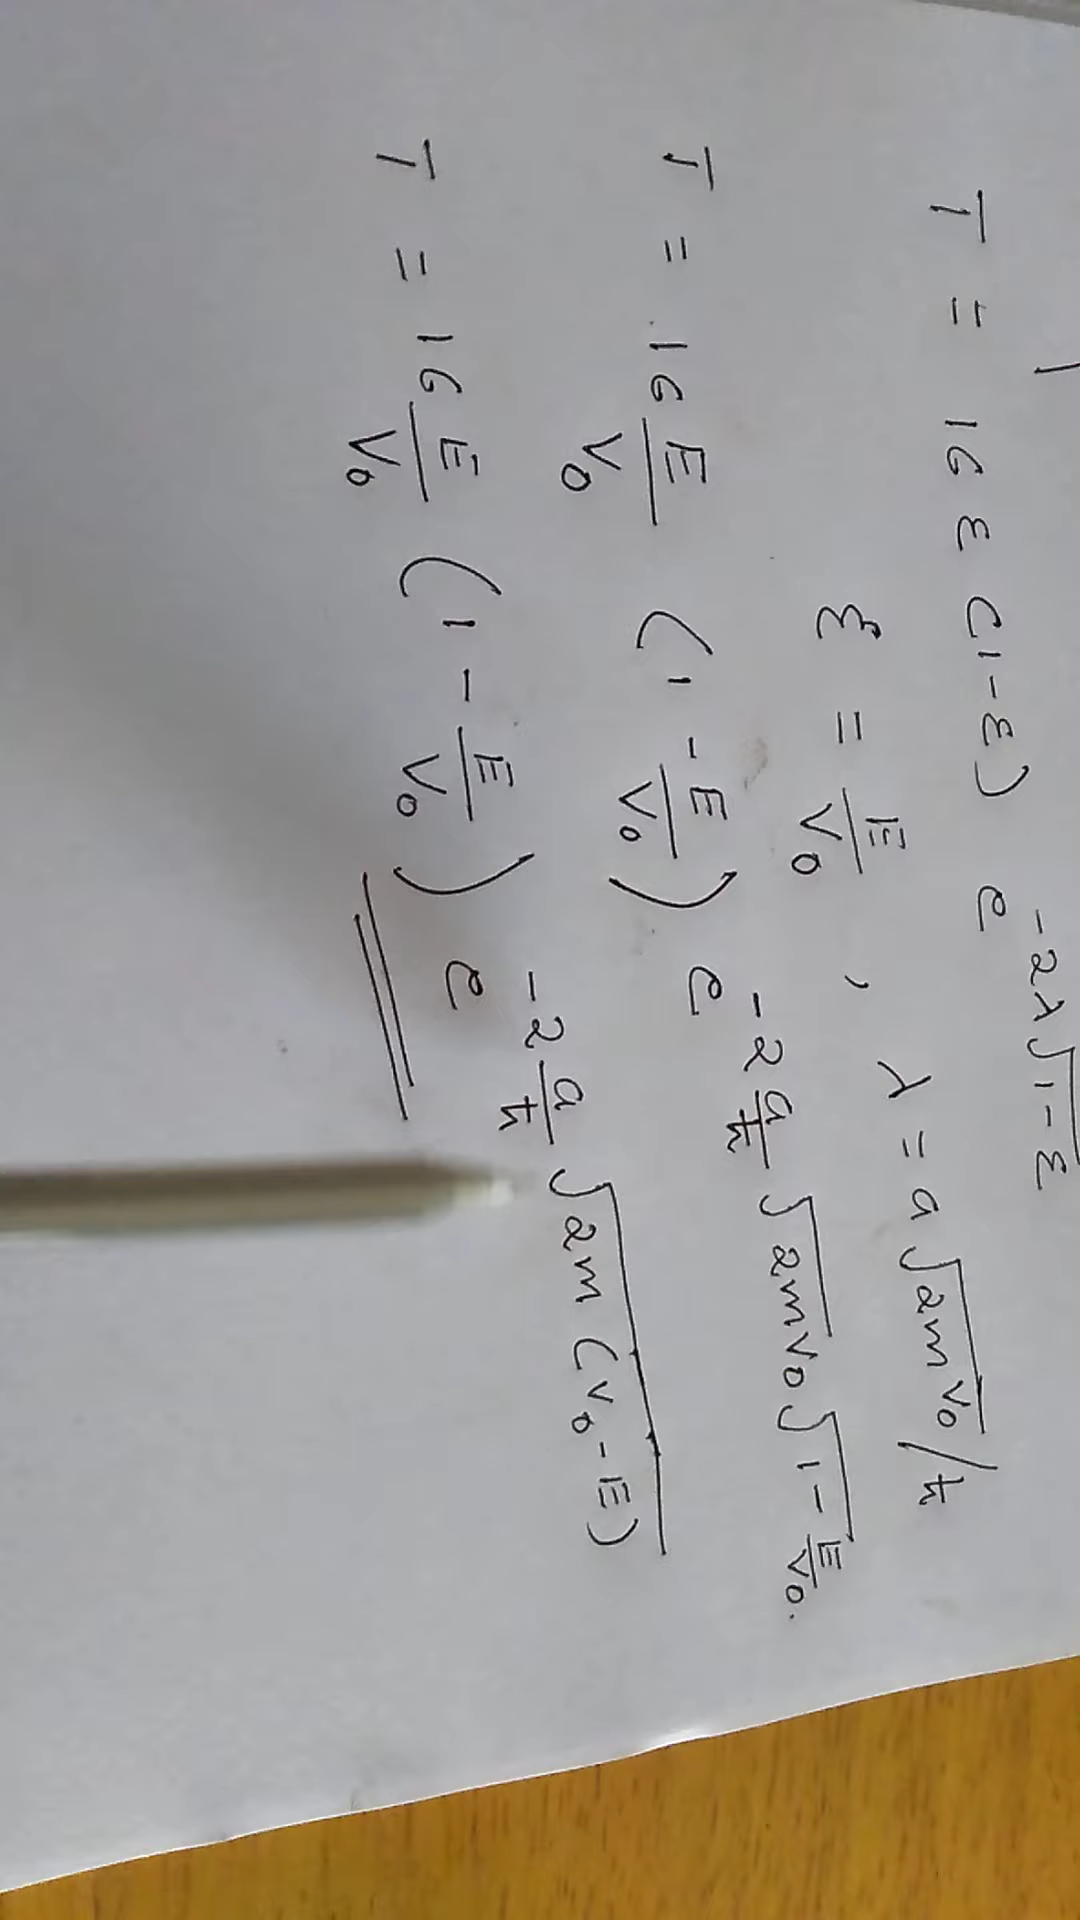 T = 16 ε (1-ε) e^{-2λ√(1-ε)}
ε = E/V₀ , λ = a√(2mV₀)/ħ
T = 16 E/V₀ (1 - E/V₀) e^{-2 a/ħ √(2mV₀) √(1 - E/V₀)}.
T = 16 E/V₀ (1 - E/V₀) e^{-2 a/ħ √(2m(V₀-E))}